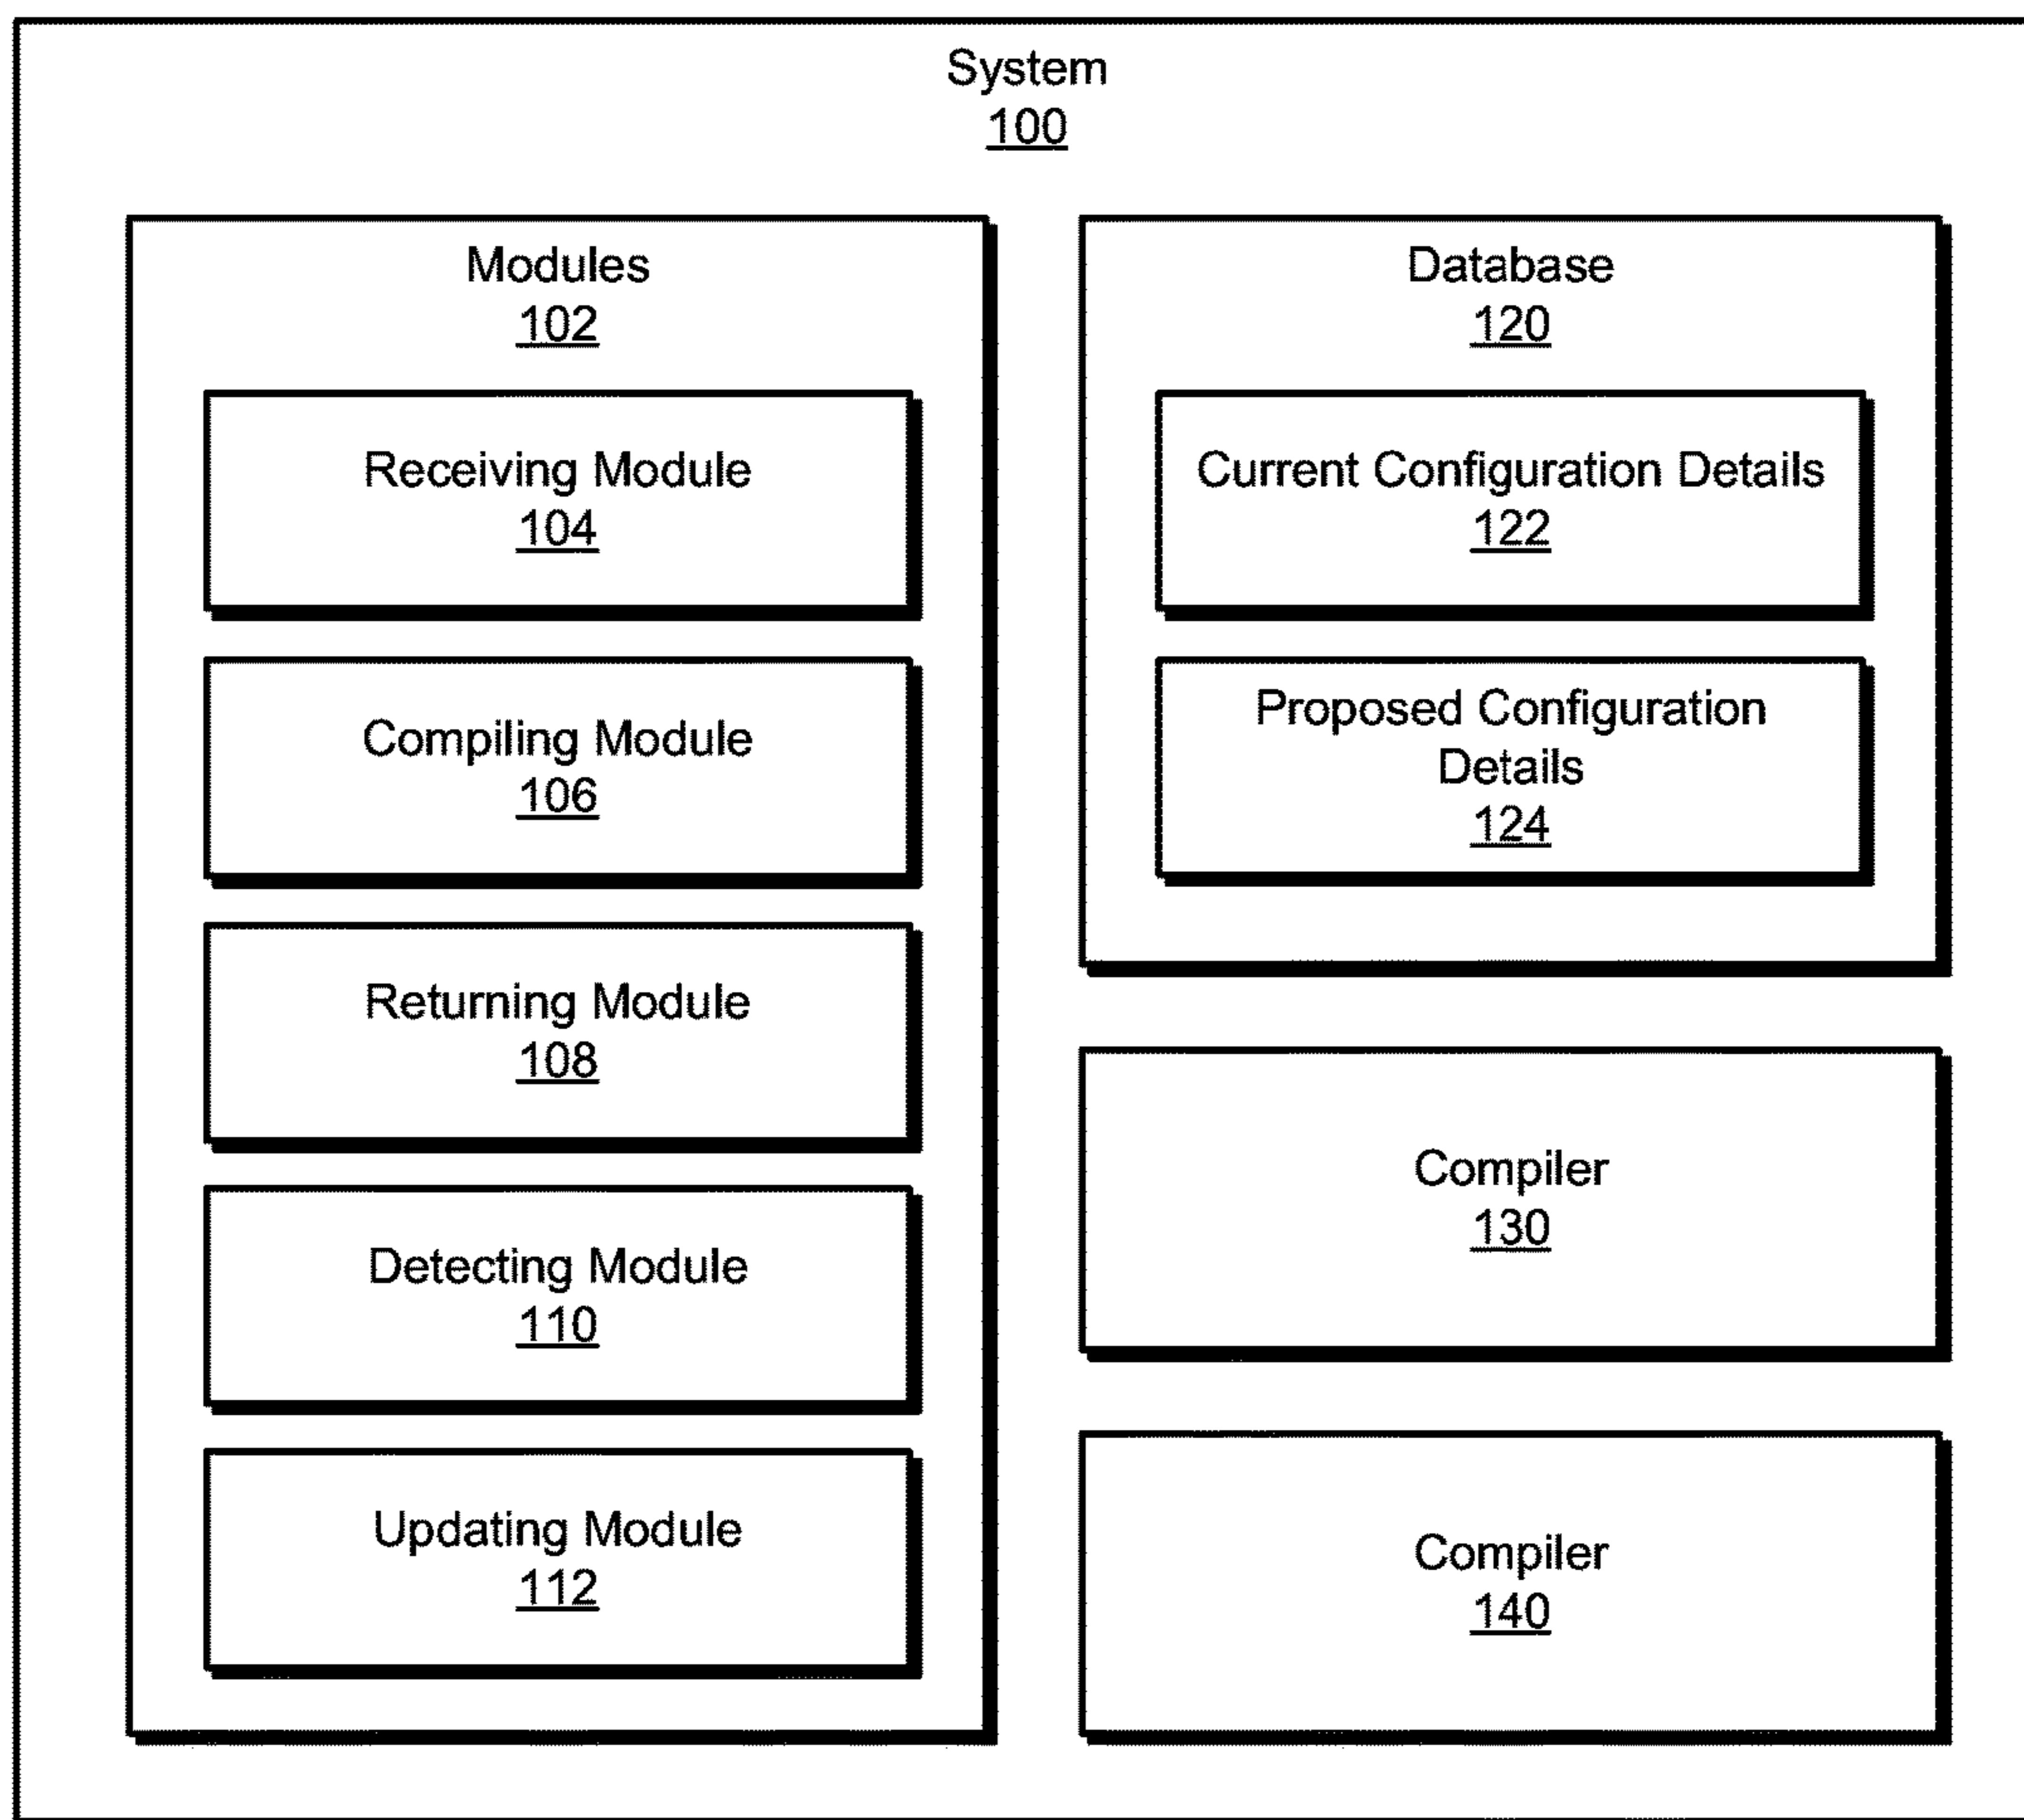 System
100
Modules
102
Receiving Module
104
Compiling Module
106
Returning Module
108
Detecting Module
110
Updating Module
112
Database
120
Current Configuration Details
122
Proposed Configuration
Details
124
Compiler
130
Compiler
140